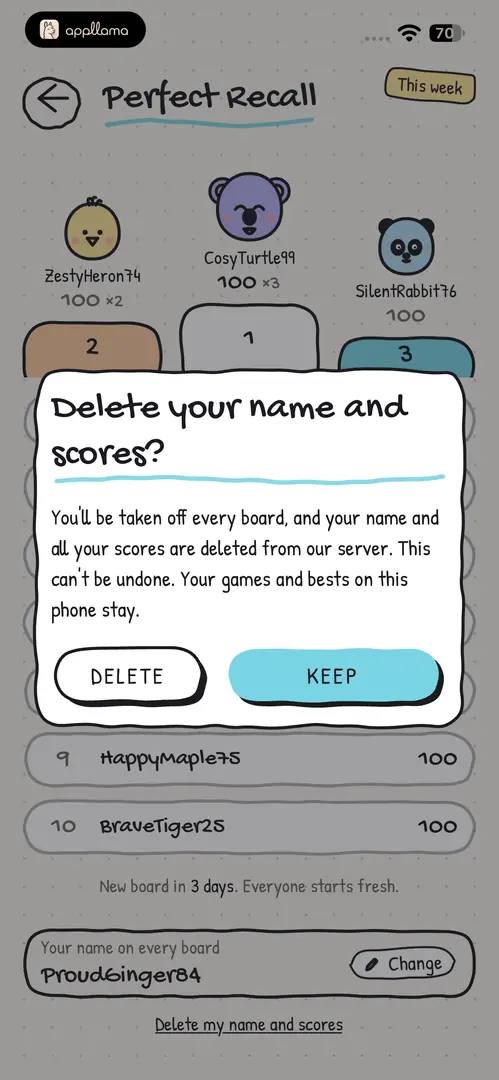 appllama
70
Perfect Recall
This week
CosyTurtle99
100 ×3
ZestyHeron74
100 ×2
SilentRabbit76
100
2
1
3
Delete your name and
scores?
You'll be taken off every board, and your name and
all your scores are deleted from our server. This
can't be undone. Your games and bests on this
phone stay.
DELETE
KEEP
9 HappyMaple75 100
10 BraveTiger25 100
New board in 3 days. Everyone starts fresh.
Your name on every board
ProudGinger84
Change
Delete my name and scores